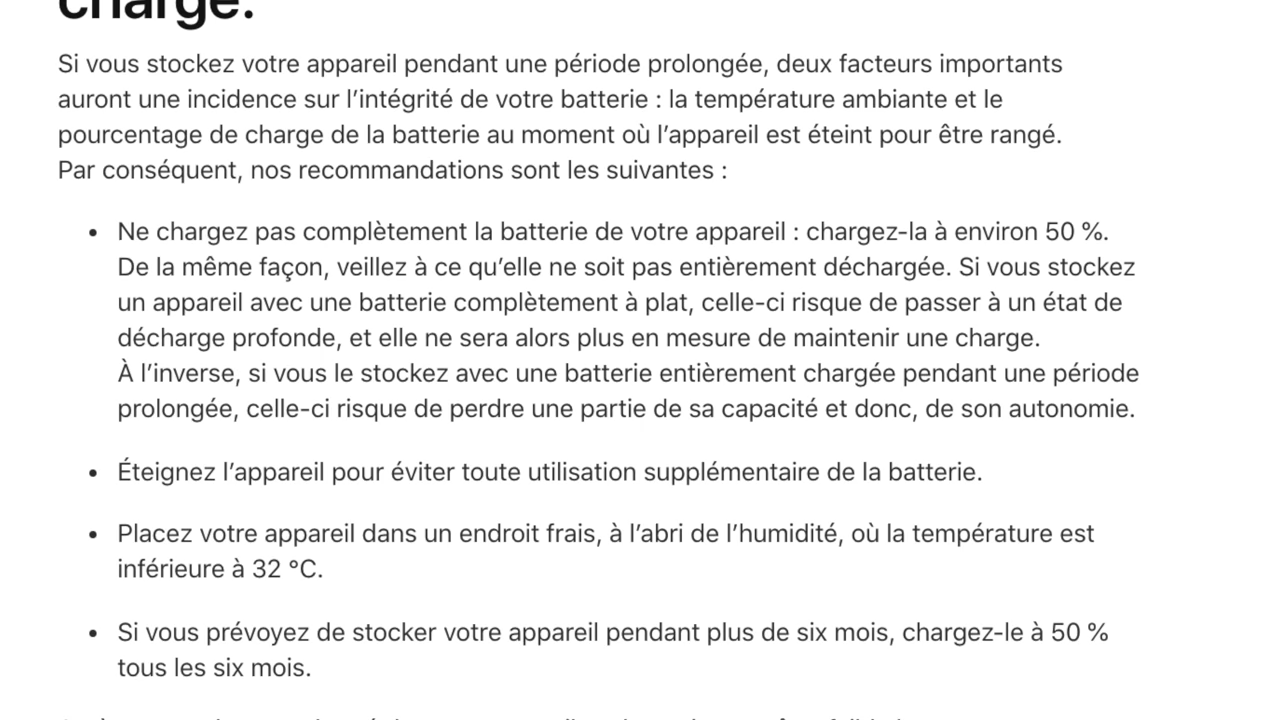 charge.
Si vous stockez votre appareil pendant une période prolongée, deux facteurs importants
auront une incidence sur l’intégrité de votre batterie : la température ambiante et le
pourcentage de charge de la batterie au moment où l’appareil est éteint pour être rangé.
Par conséquent, nos recommandations sont les suivantes :
• Ne chargez pas complètement la batterie de votre appareil : chargez-la à environ 50 %.
De la même façon, veillez à ce qu’elle ne soit pas entièrement déchargée. Si vous stockez
un appareil avec une batterie complètement à plat, celle-ci risque de passer à un état de
décharge profonde, et elle ne sera alors plus en mesure de maintenir une charge.
À l’inverse, si vous le stockez avec une batterie entièrement chargée pendant une période
prolongée, celle-ci risque de perdre une partie de sa capacité et donc, de son autonomie.
• Éteignez l’appareil pour éviter toute utilisation supplémentaire de la batterie.
• Placez votre appareil dans un endroit frais, à l’abri de l’humidité, où la température est
inférieure à 32 °C.
• Si vous prévoyez de stocker votre appareil pendant plus de six mois, chargez-le à 50 %
tous les six mois.